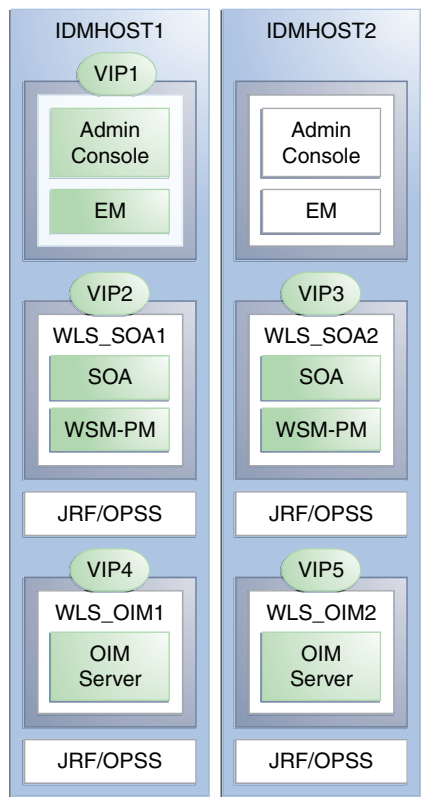 IDMHOST1
VIP1
Admin
Console
EM
VIP2
WLS_SOA1
SOA
WSM-PM
JRF/OPSS
VIP4
WLS_OIM1
OIM
Server
JRF/OPSS
IDMHOST2
Admin
Console
EM
VIP3
WLS_SOA2
SOA
WSM-PM
JRF/OPSS
VIP5
WLS_OIM2
OIM
Server
JRF/OPSS